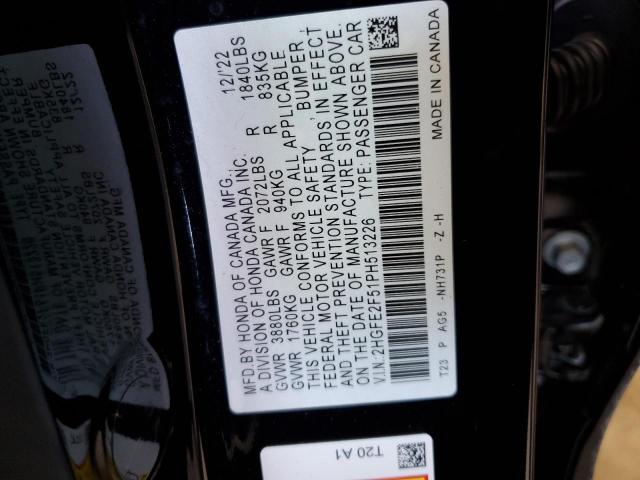 MFD.BY HONDA OF CANADA MFG., 12/'22
A DIVISION OF HONDA CANADA INC.
GVWR 3880LBS GAWR F 2072LBS R 1840LBS
GVWR 1760KG GAWR F 940KG R 835KG
THIS VEHICLE CONFORMS TO ALL APPLICABLE
FEDERAL MOTOR VEHICLE SAFETY , BUMPER ,
AND THEFT PREVENTION STANDARDS IN EFFECT
ON THE DATE OF MANUFACTURE SHOWN ABOVE.
V.I.N.:2HGFE2F51PH513226 TYPE: PASSENGER CAR
T23 P AG5 -NH731P -Z -H MADE IN CANADA
T20 A1